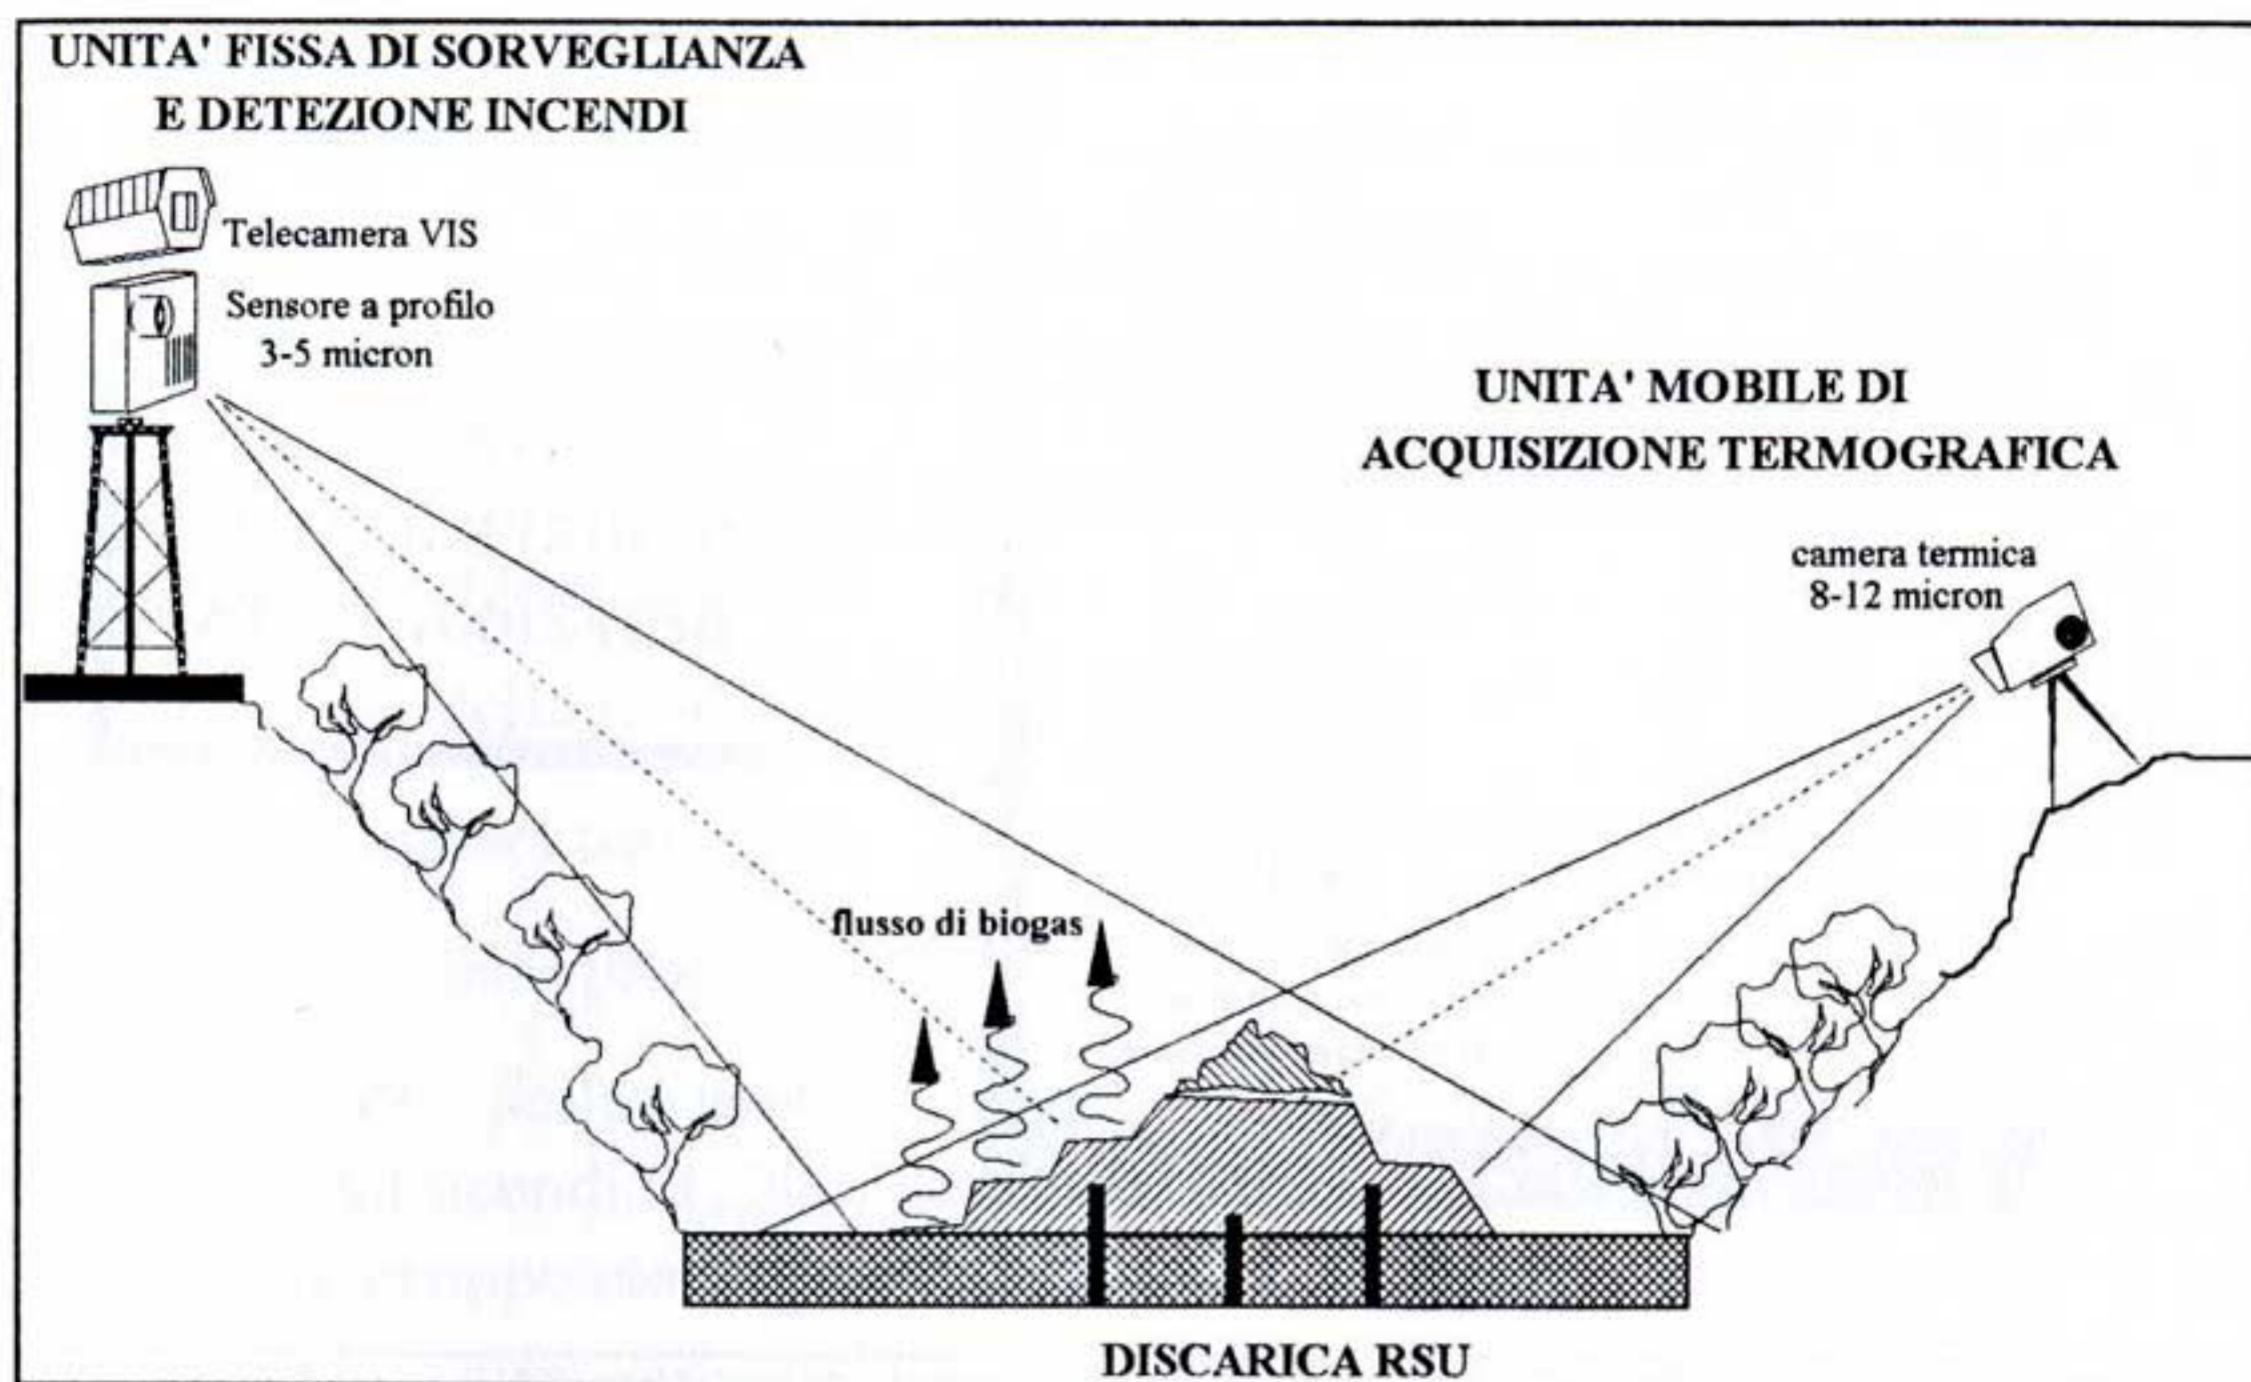 UNITA' FISSA DI SORVEGLIANZA
E DETEZIONE INCENDI
Telecamera VIS
Sensore a profilo
3-5 micron
UNITA' MOBILE DI
ACQUISIZIONE TERMOGRAFICA
camera termica
8-12 micron
flusso di biogas
DISCARICA RSU